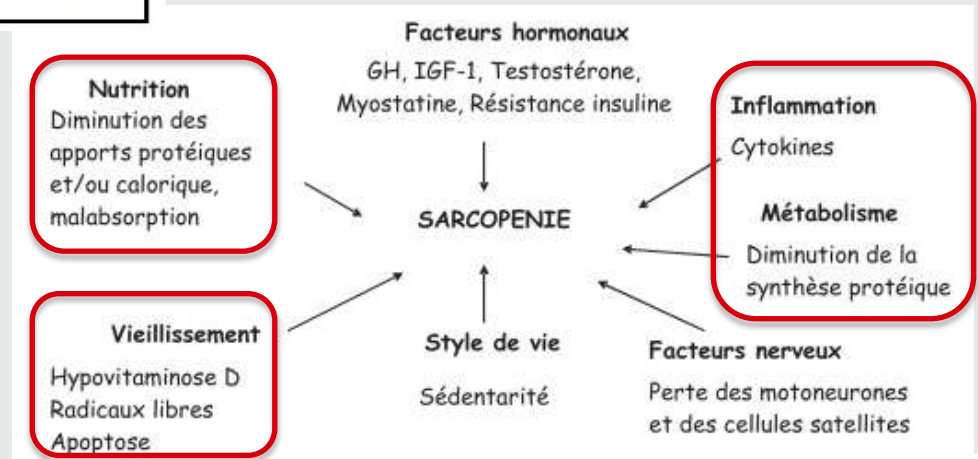 Facteurs hormonaux
GH, IGF-1, Testostérone,
Myostatine, Résistance insuline
Nutrition
Diminution des
apports protéiques
et/ou calorique,
malabsorption
Inflammation
Cytokines
Métabolisme
Diminution de la
synthèse protéique
SARCOPENIE
Vieillissement
Hypovitaminose D
Radicaux libres
Apoptose
Style de vie
Sédentarité
Facteurs nerveux
Perte des motoneurones
et des cellules satellites